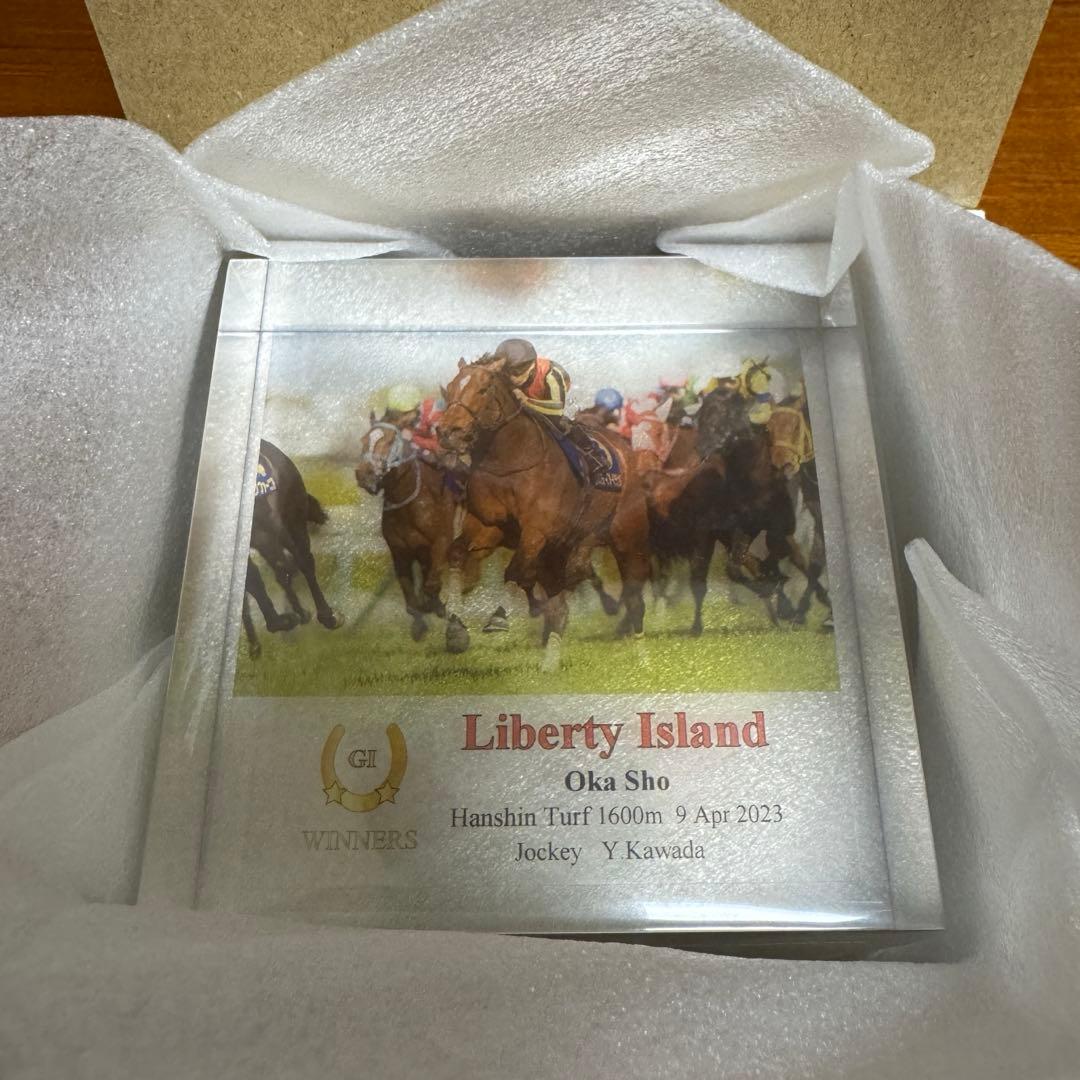 GI
WINNERS
Liberty Island
Oka Sho
Hanshin Turf 1600m 9 Apr 2023
Jockey Y.Kawada